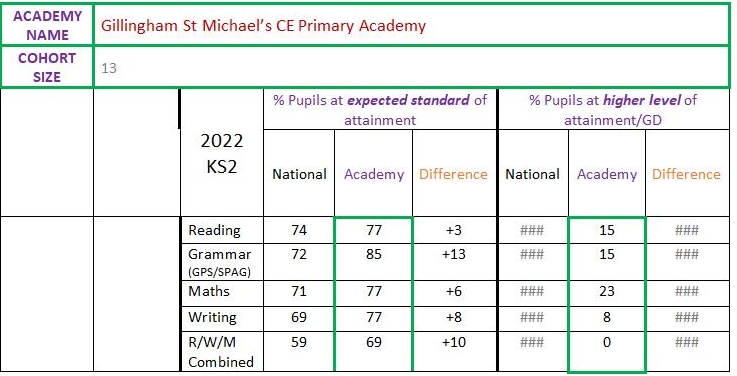 ACADEMY NAME Gillingham St Michael's CE Primary Academy
COHORT SIZE 13
% Pupils at expected standard of attainment % Pupils at higher level of attainment/GD
2022 KS2 National Academy Difference National Academy Difference
Reading 74 77 +3 ### 15 ###
Grammar (GPS/SPAG) 72 85 +13 ### 15 ###
Maths 71 77 +6 ### 23 ###
Writing 69 77 +8 ### 8 ###
R/W/M Combined 59 69 +10 ### 0 ###